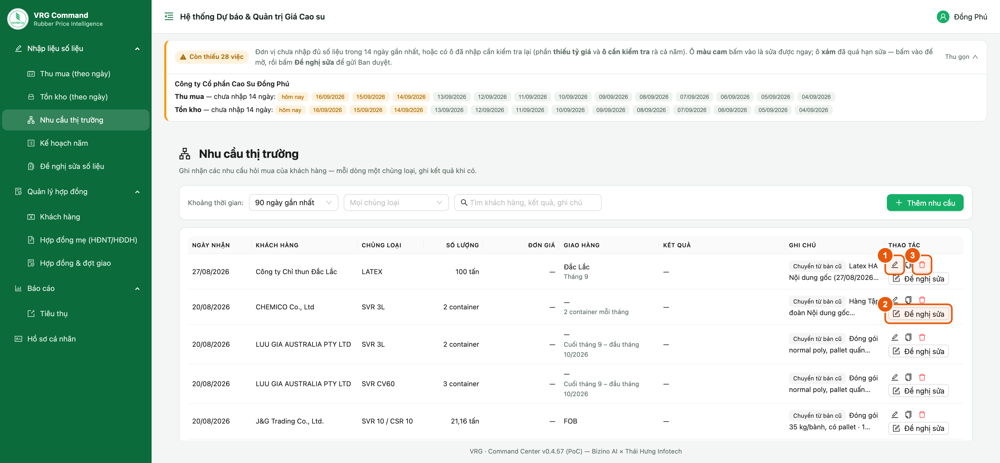 VRG Command
Rubber Price Intelligence
Nhập liệu số liệu
Thu mua (theo ngày)
Tồn kho (theo ngày)
Nhu cầu thị trường
Kế hoạch năm
Đề nghị sửa số liệu
Quản lý hợp đồng
Khách hàng
Hợp đồng mẹ (HĐNT/HĐDH)
Hợp đồng & đợt giao
Báo cáo
Tiêu thụ
Hồ sơ cá nhân
Hệ thống Dự báo & Quản trị Giá Cao su
Đồng Phú
Còn thiếu 28 việc
Đơn vị chưa nhập đủ số liệu trong 14 ngày gần nhất, hoặc có ô đã nhập cần kiểm tra lại (phần thiếu tỷ giá và ô cần kiểm tra rà cả năm). Ô màu cam bấm vào là sửa được ngay; ô xám đã quá hạn sửa — bấm vào để
mở, rồi bấm Đề nghị sửa để gửi Ban duyệt.
Thu gọn
Công ty Cổ phần Cao Su Đồng Phú
Thu mua — chưa nhập 14 ngày: hôm nay 16/09/2026 15/09/2026 14/09/2026 13/09/2026 12/09/2026 11/09/2026 10/09/2026 09/09/2026 08/09/2026 07/09/2026 06/09/2026 05/09/2026 04/09/2026
Tồn kho — chưa nhập 14 ngày: hôm nay 16/09/2026 15/09/2026 14/09/2026 13/09/2026 12/09/2026 11/09/2026 10/09/2026 09/09/2026 08/09/2026 07/09/2026 06/09/2026 05/09/2026 04/09/2026
Nhu cầu thị trường
Ghi nhận các nhu cầu hỏi mua của khách hàng — mỗi dòng một chủng loại, ghi kết quả khi có.
Khoảng thời gian: 90 ngày gần nhất Mọi chủng loại Tìm khách hàng, kết quả, ghi chú + Thêm nhu cầu
NGÀY NHẬN KHÁCH HÀNG CHỦNG LOẠI SỐ LƯỢNG ĐƠN GIÁ GIAO HÀNG KẾT QUẢ GHI CHÚ THAO TÁC
1 3
27/08/2026 Công ty Chỉ thun Đắc Lắc LATEX 100 tấn — Đắc Lắc — Chuyển từ bản cũ Latex HA
Tháng 9 Nội dung gốc (27/08/2026... Đề nghị sửa
20/08/2026 CHEMICO Co., Ltd SVR 3L 2 container — — — Chuyển từ bản cũ Hàng Tập
2
2 container mỗi tháng đoàn Nội dung gốc... Đề nghị sửa
20/08/2026 LUU GIA AUSTRALIA PTY LTD SVR 3L 2 container — — — Chuyển từ bản cũ Đóng gói
Cuối tháng 9 – đầu tháng normal poly, pallet quấn... Đề nghị sửa
10/2026
20/08/2026 LUU GIA AUSTRALIA PTY LTD SVR CV60 3 container — — — Chuyển từ bản cũ Đóng gói
Cuối tháng 9 – đầu tháng normal poly, pallet quấn... Đề nghị sửa
10/2026
20/08/2026 J&G Trading Co., Ltd. SVR 10 / CSR 10 21,16 tấn — FOB — Chuyển từ bản cũ Đóng gói
35 kg/bành, có pallet · 1... Đề nghị sửa
VRG · Command Center v0.4.57 (PoC) — Bizino AI × Thái Hưng Infotech